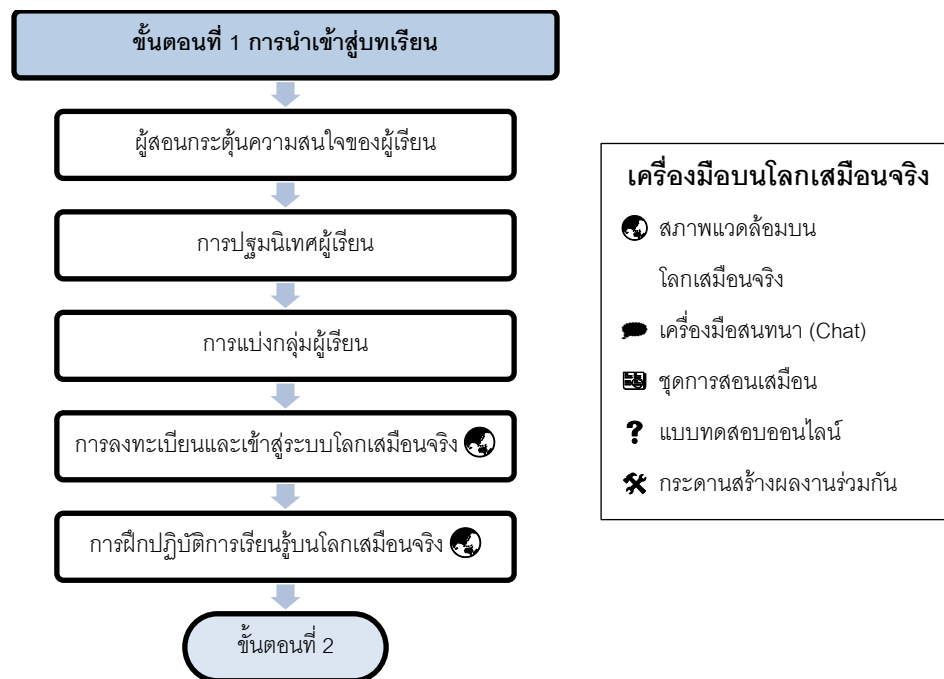 ขั้นตอนที่ 1 การนำเข้าสู่บทเรียน
ผู้สอนกระตุ้นความสนใจของผู้เรียน
การปฐมนิเทศผู้เรียน
การแบ่งกลุ่มผู้เรียน
การลงทะเบียนและเข้าสู่ระบบโลกเสมือนจริง
การฝึกปฏิบัติการเรียนรู้บนโลกเสมือนจริง
ขั้นตอนที่ 2
เครื่องมือบนโลกเสมือนจริง
สภาพแวดล้อมบน
โลกเสมือนจริง
เครื่องมือสนทนา (Chat)
ชุดการสอนเสมือน
? แบบทดสอบออนไลน์
กระดานสร้างผลงานร่วมกัน